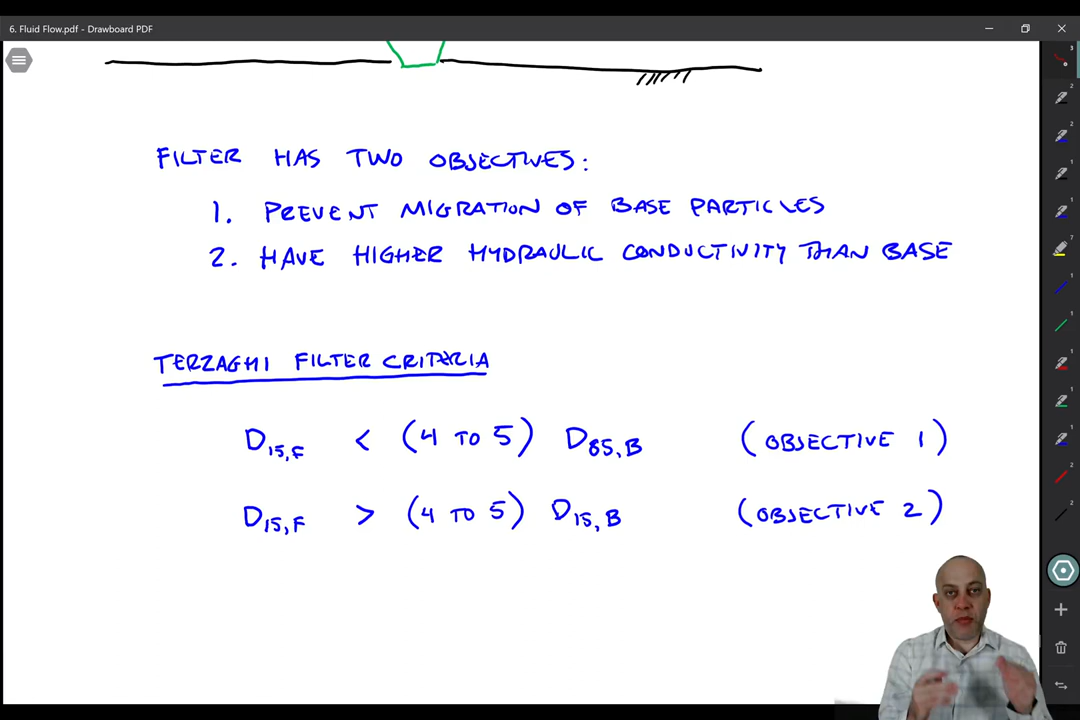 6. Fluid Flow.pdf - Drawboard PDF
FILTER HAS TWO OBJECTIVES:
1. PREVENT MIGRATION OF BASE PARTICLES
2. HAVE HIGHER HYDRAULIC CONDUCTIVITY THAN BASE
TERZAGHI FILTER CRITERIA
D15,F < (4 TO 5) D85,B (OBJECTIVE 1)
D15,F > (4 TO 5) D15,B (OBJECTIVE 2)